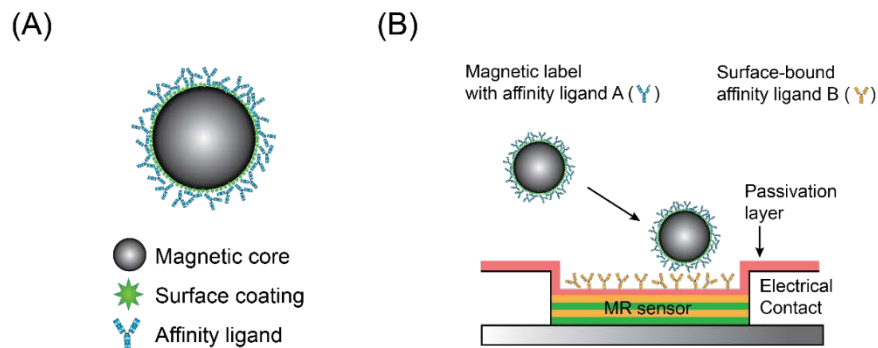 (A)
Magnetic core
Surface coating
Affinity ligand
(B)
Magnetic label
with affinity ligand A ( )
Surface-bound
affinity ligand B ( )
Passivation
layer
Electrical
Contact
MR sensor